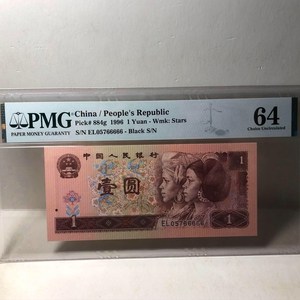 PMG
PAPER MONEY GUARANTY
China / People's Republic
Pick# 884g 1996 1 Yuan - Wmk: Stars
S/N EL05766666 - Black S/N
64
Choice Uncirculated
中国人民银行
1
壹圆
1
EL05766666